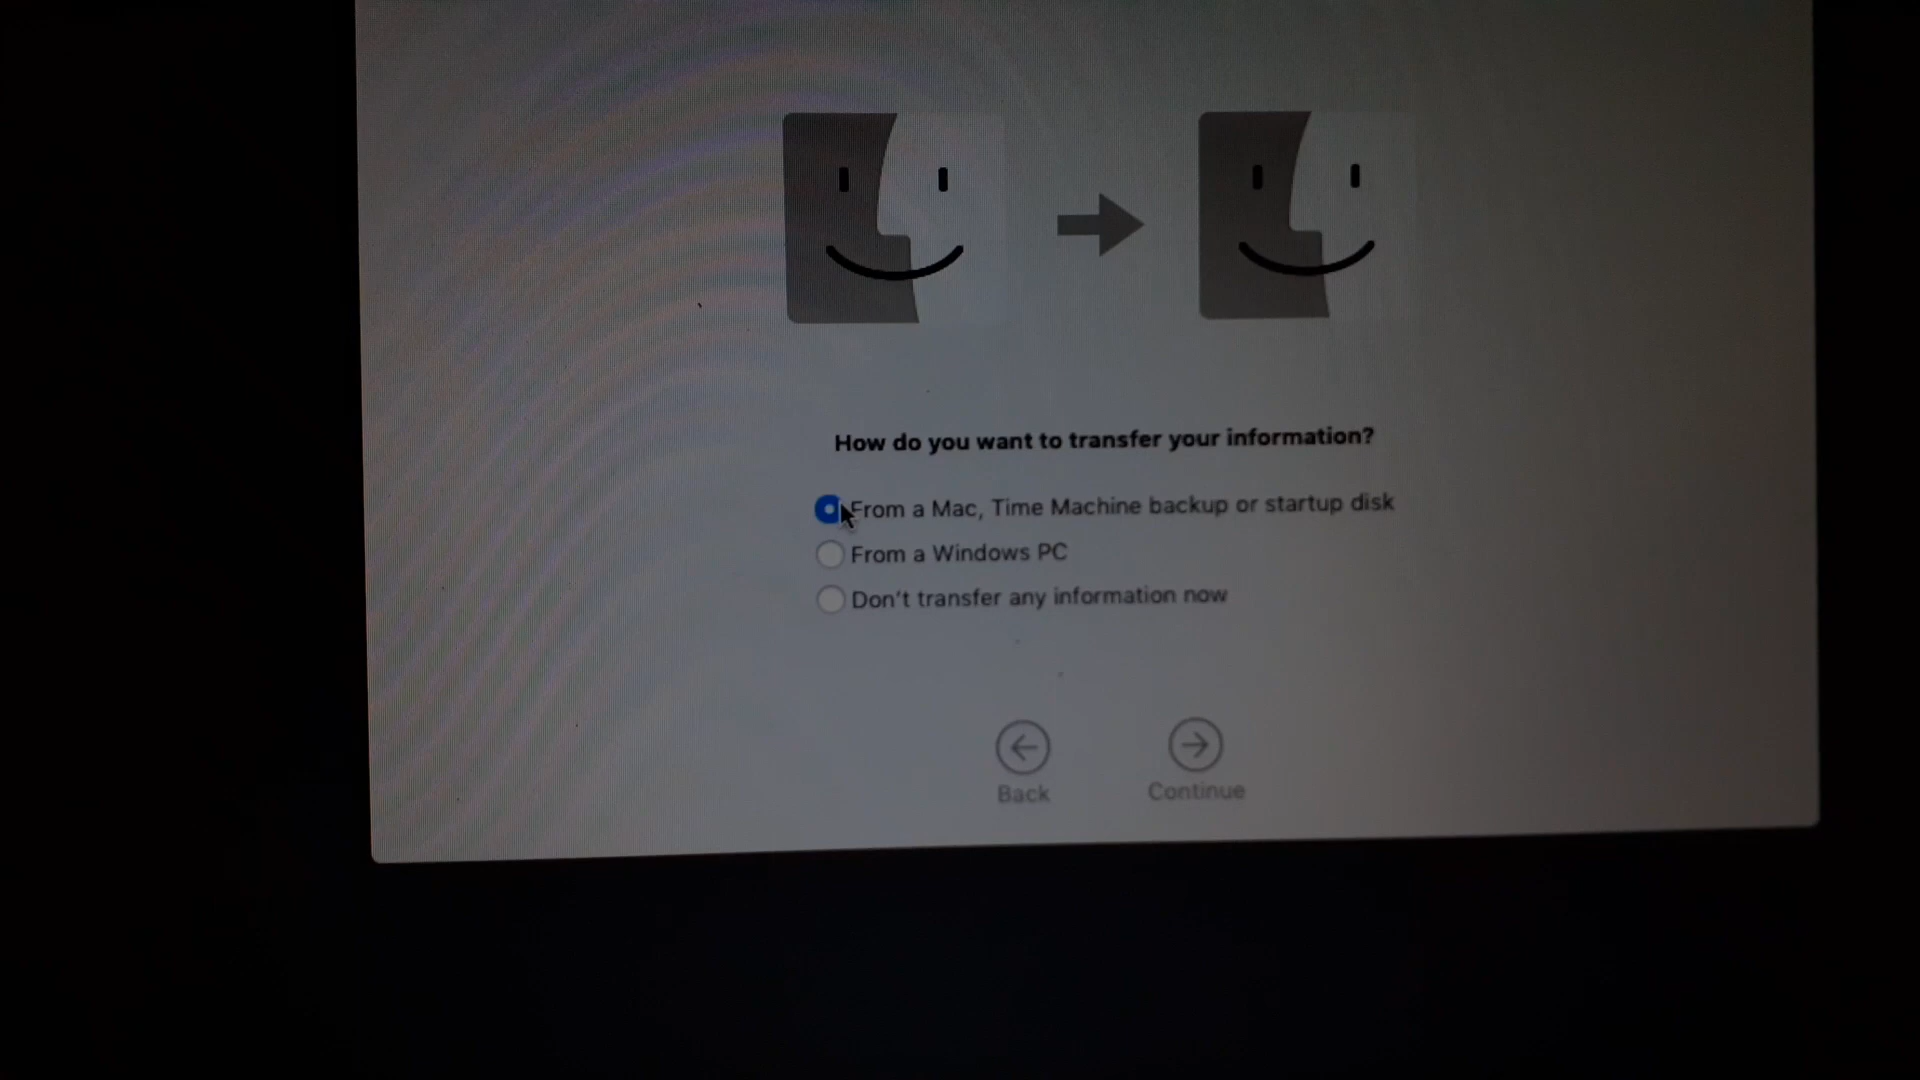 How do you want to transfer your information?
From a Mac, Time Machine backup or startup disk
From a Windows PC
Don't transfer any information now
Back
Continue